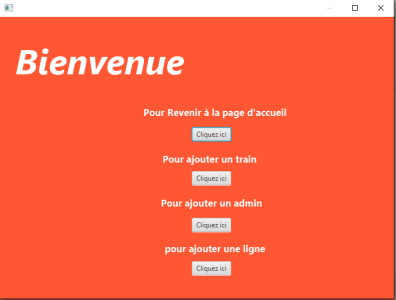 Bienvenue
Pour Revenir à la page d'accueil
Cliquez ici
Pour ajouter un train
Cliquez ici
Pour ajouter un admin
Cliquez ici
pour ajouter une ligne
Cliquez ici